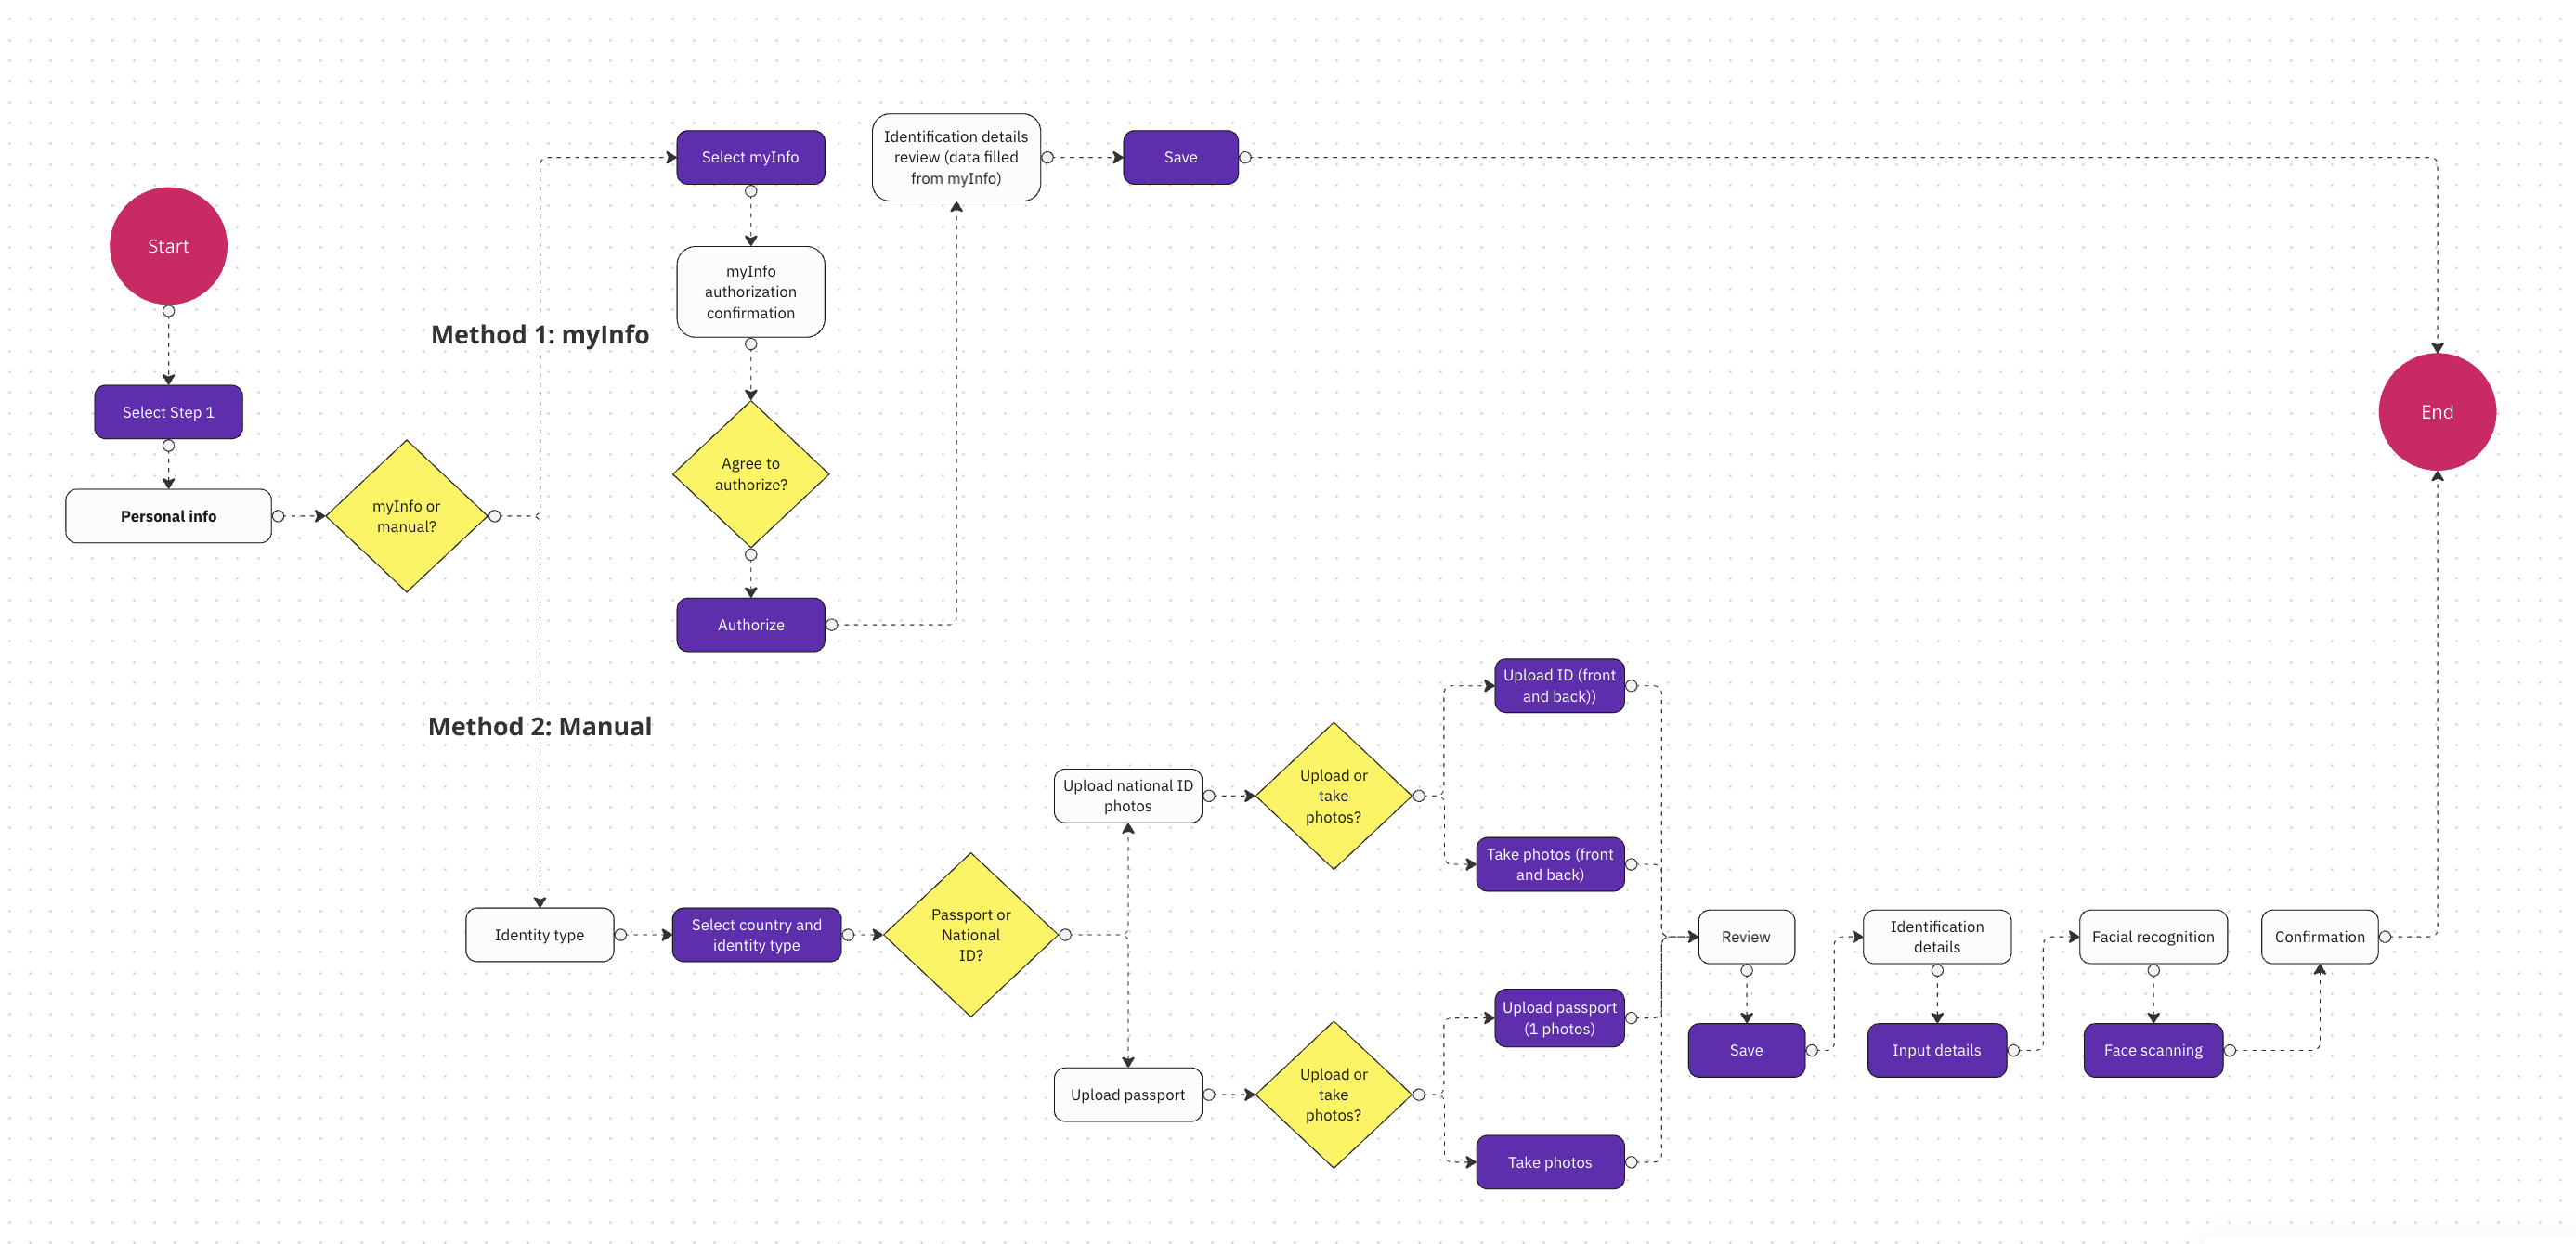 Start
Select Step 1
Personal info
myInfo or
manual?
Method 1: myInfo
Select myInfo
myInfo
authorization
confirmation
Agree to
authorize?
Authorize
Identification details
review (data filled
from myInfo)
Save
End
Method 2: Manual
Identity type
Select country and
identity type
Passport or
National
ID?
Upload national ID
photos
Upload or
take
photos?
Upload ID (front
and back))
Take photos (front
and back)
Upload passport
Upload or
take
photos?
Upload passport
(1 photos)
Take photos
Review
Save
Identification
details
Input details
Facial recognition
Face scanning
Confirmation